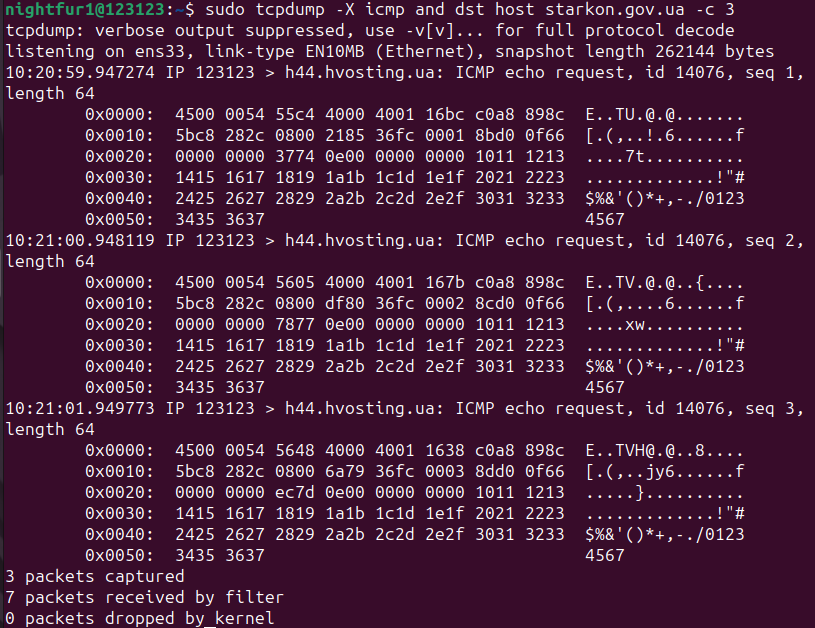 nightfur1@123123:~$ sudo tcpdump -X icmp and dst host starkon.gov.ua -c 3
tcpdump: verbose output suppressed, use -v[v]... for full protocol decode
listening on ens33, link-type EN10MB (Ethernet), snapshot length 262144 bytes
10:20:59.947274 IP 123123 > h44.hvosting.ua: ICMP echo request, id 14076, seq 1,
length 64
        0x0000:  4500 0054 55c4 4000 4001 16bc c0a8 898c  E..TU.@.@.......
        0x0010:  5bc8 282c 0800 2185 36fc 0001 8bd0 0f66  [.(,..!.6......f
        0x0020:  0000 0000 3774 0e00 0000 0000 1011 1213  ....7t..........
        0x0030:  1415 1617 1819 1a1b 1c1d 1e1f 2021 2223  .............!"#
        0x0040:  2425 2627 2829 2a2b 2c2d 2e2f 3031 3233  $%&'()*+,-./0123
        0x0050:  3435 3637                                4567
10:21:00.948119 IP 123123 > h44.hvosting.ua: ICMP echo request, id 14076, seq 2,
length 64
        0x0000:  4500 0054 5605 4000 4001 167b c0a8 898c  E..TV.@.@..{....
        0x0010:  5bc8 282c 0800 df80 36fc 0002 8cd0 0f66  [.(,....6......f
        0x0020:  0000 0000 7877 0e00 0000 0000 1011 1213  ....xw..........
        0x0030:  1415 1617 1819 1a1b 1c1d 1e1f 2021 2223  .............!"#
        0x0040:  2425 2627 2829 2a2b 2c2d 2e2f 3031 3233  $%&'()*+,-./0123
        0x0050:  3435 3637                                4567
10:21:01.949773 IP 123123 > h44.hvosting.ua: ICMP echo request, id 14076, seq 3,
length 64
        0x0000:  4500 0054 5648 4000 4001 1638 c0a8 898c  E..TVH@.@..8....
        0x0010:  5bc8 282c 0800 6a79 36fc 0003 8dd0 0f66  [.(,..jy6......f
        0x0020:  0000 0000 ec7d 0e00 0000 0000 1011 1213  .....}..........
        0x0030:  1415 1617 1819 1a1b 1c1d 1e1f 2021 2223  .............!"#
        0x0040:  2425 2627 2829 2a2b 2c2d 2e2f 3031 3233  $%&'()*+,-./0123
        0x0050:  3435 3637                                4567
3 packets captured
7 packets received by filter
0 packets dropped by kernel